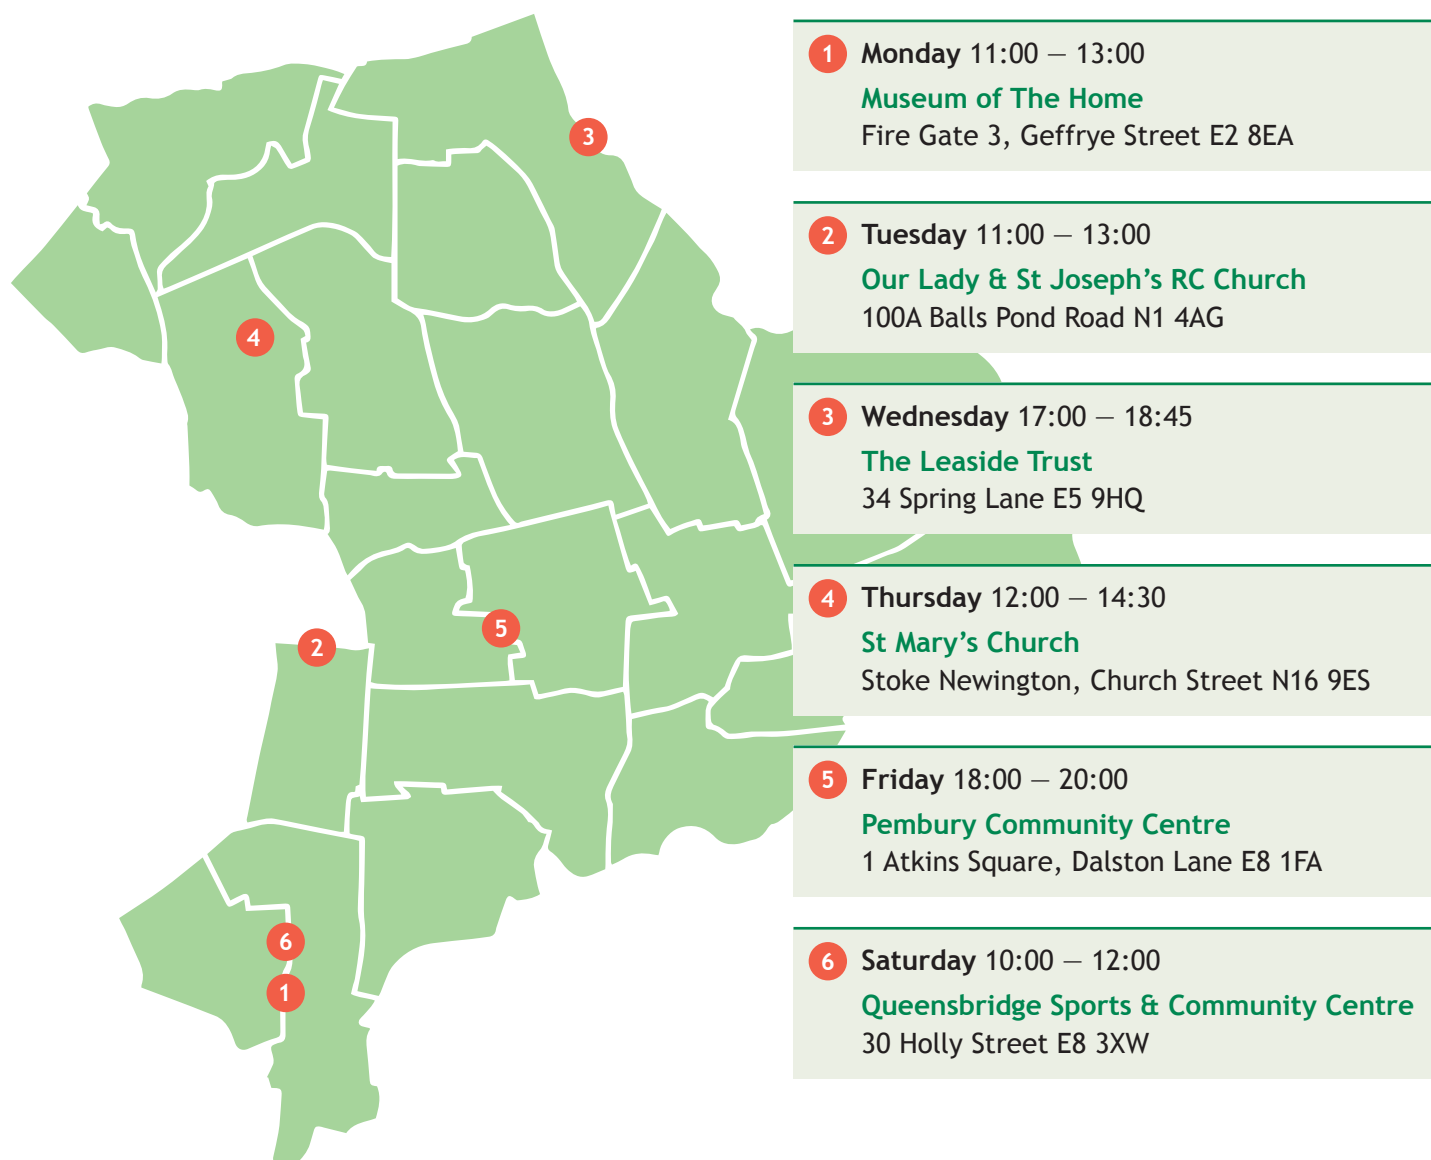 3
4
5
2
6
1
1 Monday 11:00 — 13:00
Museum of The Home
Fire Gate 3, Geffrye Street E2 8EA
2 Tuesday 11:00 — 13:00
Our Lady & St Joseph’s RC Church
100A Balls Pond Road N1 4AG
3 Wednesday 17:00 — 18:45
The Leaside Trust
34 Spring Lane E5 9HQ
4 Thursday 12:00 — 14:30
St Mary’s Church
Stoke Newington, Church Street N16 9ES
5 Friday 18:00 — 20:00
Pembury Community Centre
1 Atkins Square, Dalston Lane E8 1FA
6 Saturday 10:00 — 12:00
Queensbridge Sports & Community Centre
30 Holly Street E8 3XW